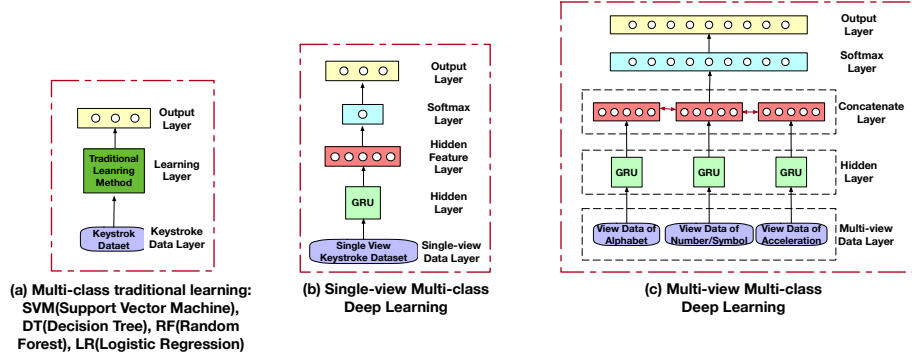 Output
Layer
Traditional
Leanring
Method
Learning
Layer
Keystrok
Dataet
Keystroke
Data Layer
(a) Multi-class traditional learning:
SVM(Support Vector Machine),
DT(Decision Tree), RF(Random
Forest), LR(Logistic Regression)
Output
Layer
Softmax
Layer
Hidden
Feature
Layer
GRU
Hidden
Layer
Single View
Keystroke Dataset
Single-view
Data Layer
(b) Single-view Multi-class
Deep Learning
Output
Layer
Softmax
Layer
Concatenate
Layer
GRU
GRU
GRU
Hidden
Layer
View Data of
Alphabet
View Data of
Number/Symbol
View Data of
Acceleration
Multi-view
Data Layer
(c) Multi-view Multi-class
Deep Learning